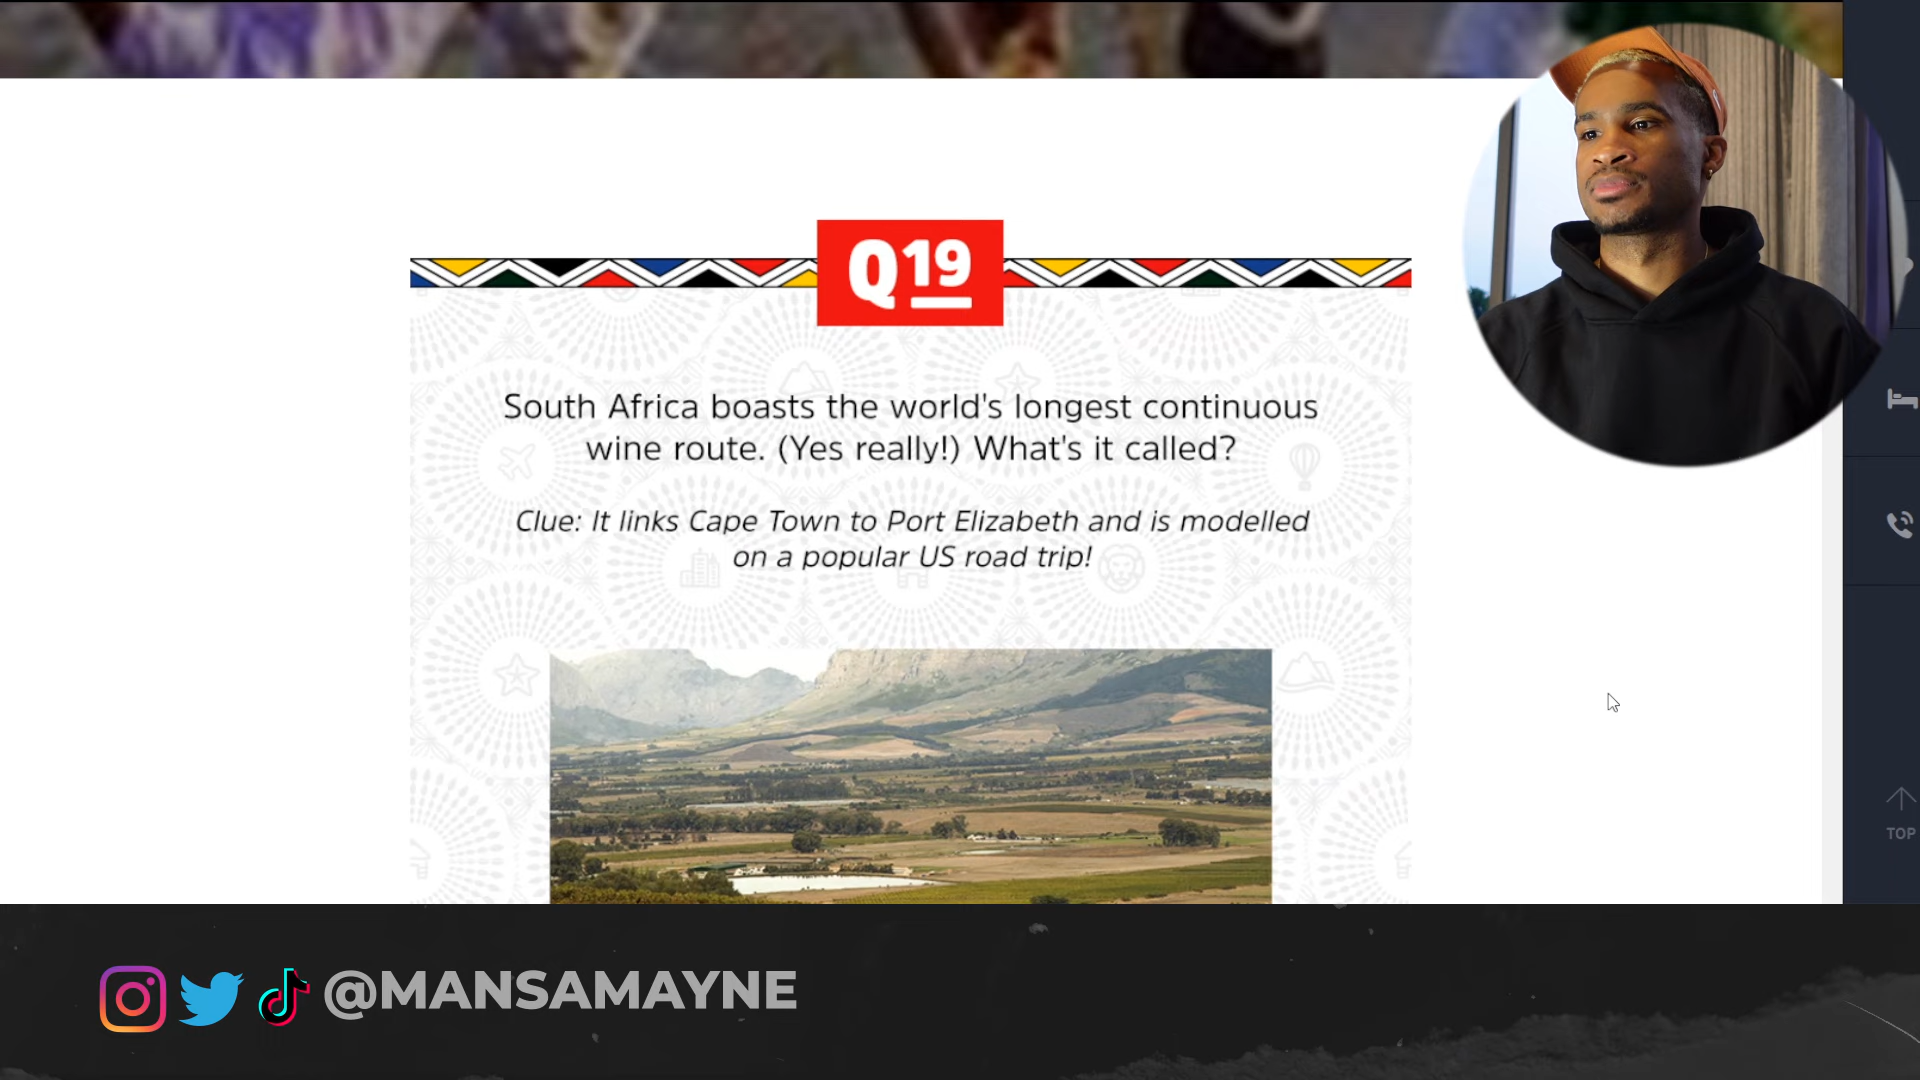 Q19
South Africa boasts the world's longest continuous
wine route. (Yes really!) What's it called?
Clue: It links Cape Town to Port Elizabeth and is modelled
on a popular US road trip!
TOP
@MANSAMAYNE